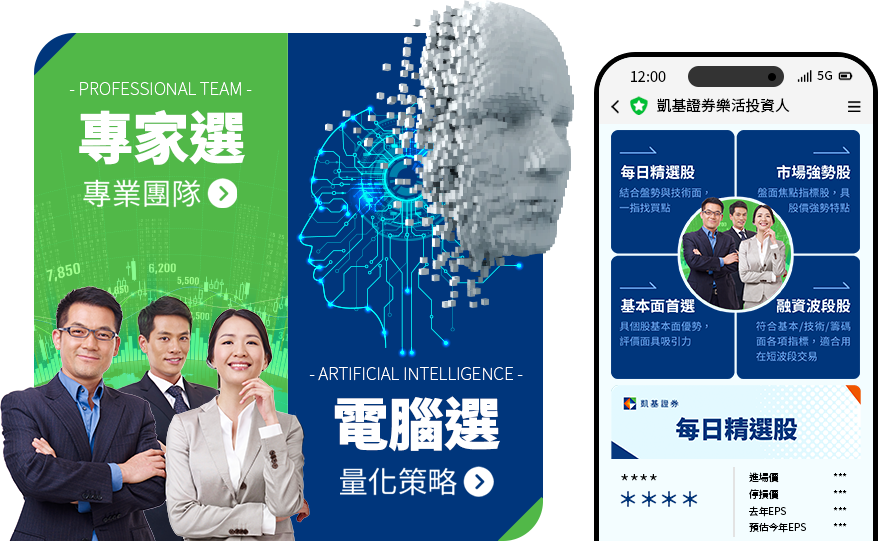 - PROFESSIONAL TEAM -
專家選
專業團隊
7,850
6,200
5,500
4,850
- ARTIFICIAL INTELLIGENCE -
電腦選
量化策略
12:00
5G
凱基證券樂活投資人
每日精選股
結合盤勢與技術面，
一指找買點
市場強勢股
盤面焦點指標股，具
股價強勢特點
基本面首選
具個股基本面優勢，
評價面具吸引力
融資波段股
符合基本/技術/籌碼
面各項指標，適合用
在短波段交易
凱基證券
每日精選股
****
****
進場價 ***
停損價 ***
去年EPS ***
預估今年EPS ***